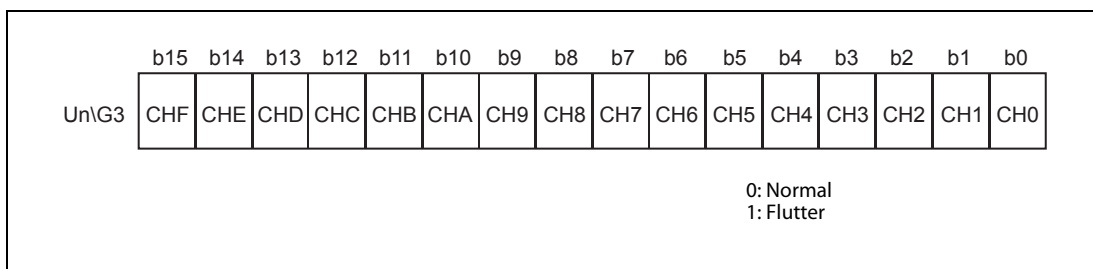 b15 b14 b13 b12 b11 b10 b9 b8 b7 b6 b5 b4 b3 b2 b1 b0
Un\G3 CHF CHE CHD CHC CHB CHA CH9 CH8 CH7 CH6 CH5 CH4 CH3 CH2 CH1 CH0
0: Normal
1: Flutter